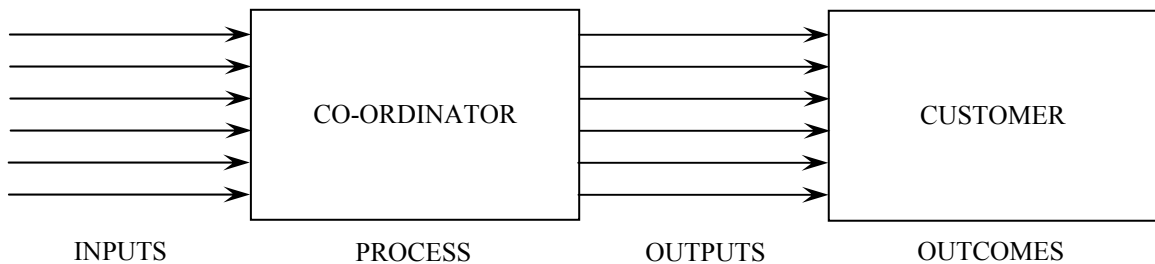 CO-ORDINATOR
CUSTOMER
INPUTS
PROCESS
OUTPUTS
OUTCOMES